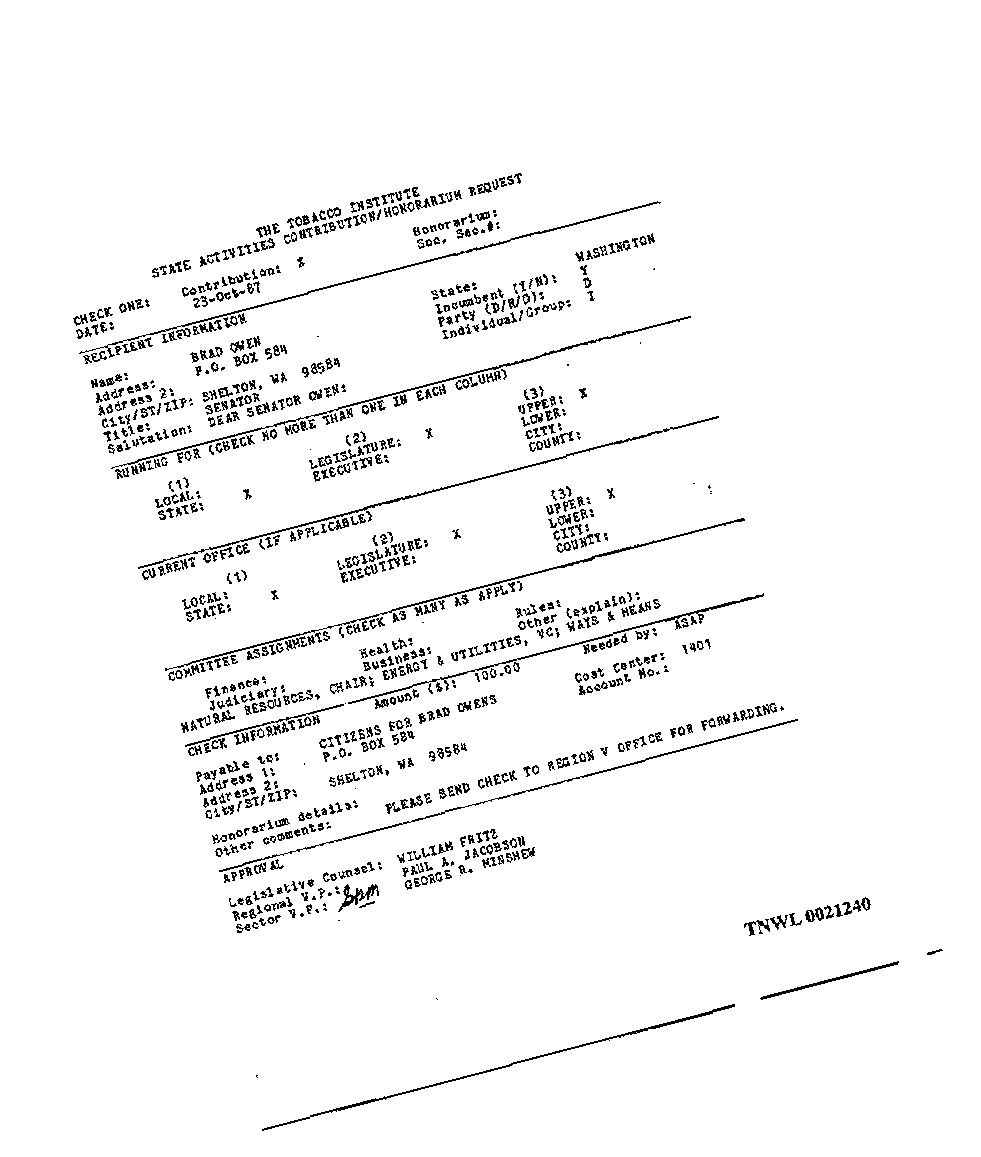 THE TOBACCO INSTITUTE
STATE ACTIVITIES CONTRIBUTION/HONORARIUM REQUEST
CHECK ONE: Contribution: X Honorarium:
DATE: 23-Oct-87 Soc. Sec.#:
RECIPIENT INFORMATION State: WASHINGTON
Name: BRAD OWEN Incumbent (Y/N): Y
Address: P.O. BOX 584 Party (D/R/O): D
Address 2: Individual/Group: I
City/ST/ZIP: SHELTON, WA 98584
Title: SENATOR
Salutation: DEAR SENATOR OWEN:
RUNNING FOR (CHECK NO MORE THAN ONE IN EACH COLUMN)
(1) (2) (3)
LOCAL: LEGISLATURE: X UPPER: X
STATE: X EXECUTIVE: LOWER:
CITY:
COUNTY:
CURRENT OFFICE (IF APPLICABLE)
(1) (2) (3)
LOCAL: LEGISLATURE: X UPPER: X
STATE: X EXECUTIVE: LOWER:
CITY:
COUNTY:
COMMITTEE ASSIGNMENTS (CHECK AS MANY AS APPLY)
Finance: Health: Rules:
Judiciary: Business: Other (explain):
NATURAL RESOURCES, CHAIR; ENERGY & UTILITIES, VC; WAYS & MEANS
CHECK INFORMATION Amount ($): 100.00 Needed by: ASAP
Payable to: CITIZENS FOR BRAD OWENS Cost Center: 1401
Address 1: P.O. BOX 584 Account No.:
Address 2:
City/ST/ZIP: SHELTON, WA 98584
Honorarium details:
Other comments: PLEASE SEND CHECK TO REGION V OFFICE FOR FORWARDING.
APPROVAL
Legislative Counsel: WILLIAM FRITZ
Regional V.P.: PAUL A. JACOBSON
Sector V.P.: GEORGE R. MINSHEW
TNWL 0021240